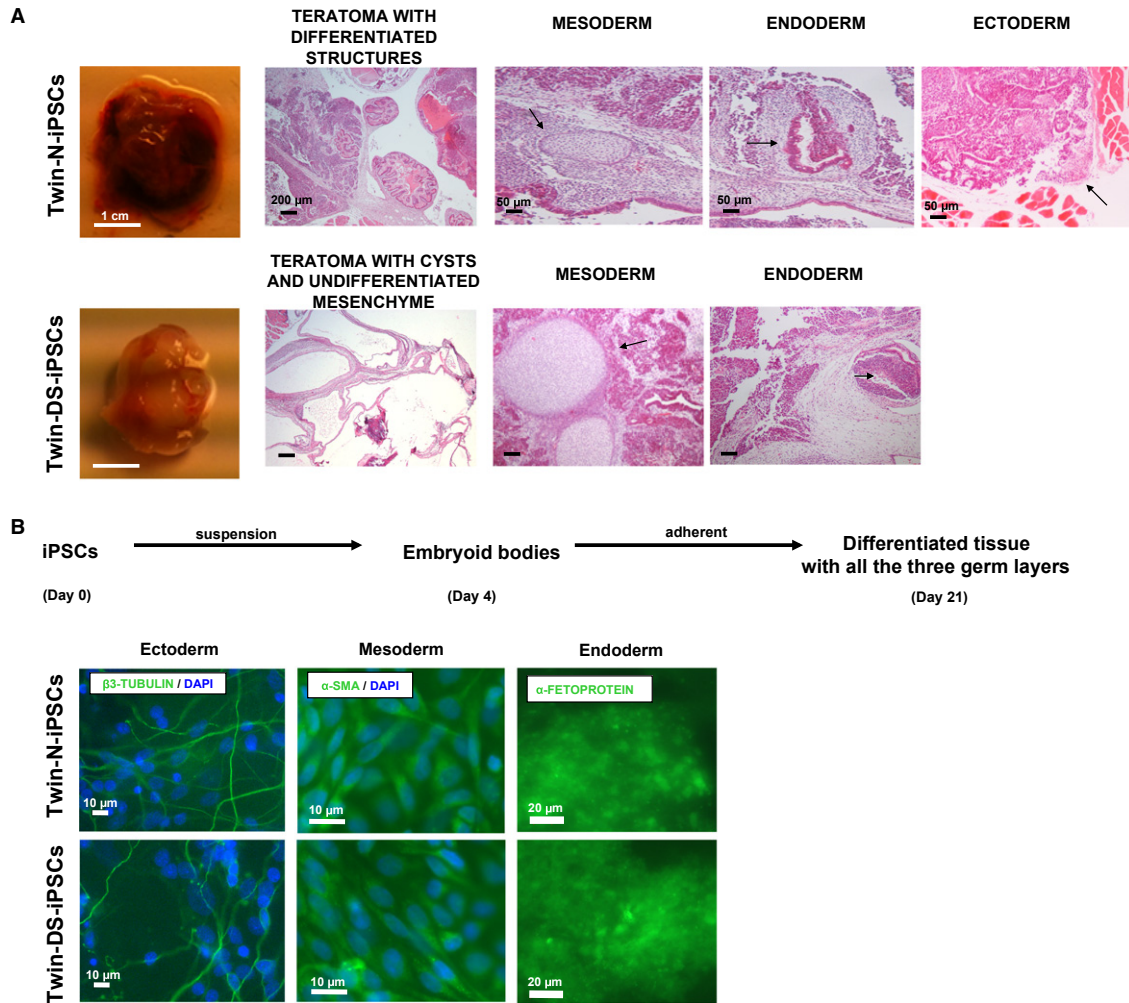 A
TERATOMA WITH
DIFFERENTIATED
STRUCTURES
MESODERM
ENDODERM
ECTODERM
Twin-N-iPSCs
1 cm
200 µm
50 µm
50 µm
50 µm
TERATOMA WITH CYSTS
AND UNDIFFERENTIATED
MESENCHYME
MESODERM
ENDODERM
Twin-DS-iPSCs
B
iPSCs
suspension
Embryoid bodies
adherent
Differentiated tissue
with all the three germ layers
(Day 0)
(Day 4)
(Day 21)
Ectoderm
Mesoderm
Endoderm
Twin-N-iPSCs
β3-TUBULIN / DAPI
α-SMA / DAPI
α-FETOPROTEIN
10 µm
10 µm
20 µm
Twin-DS-iPSCs
10 µm
10 µm
20 µm